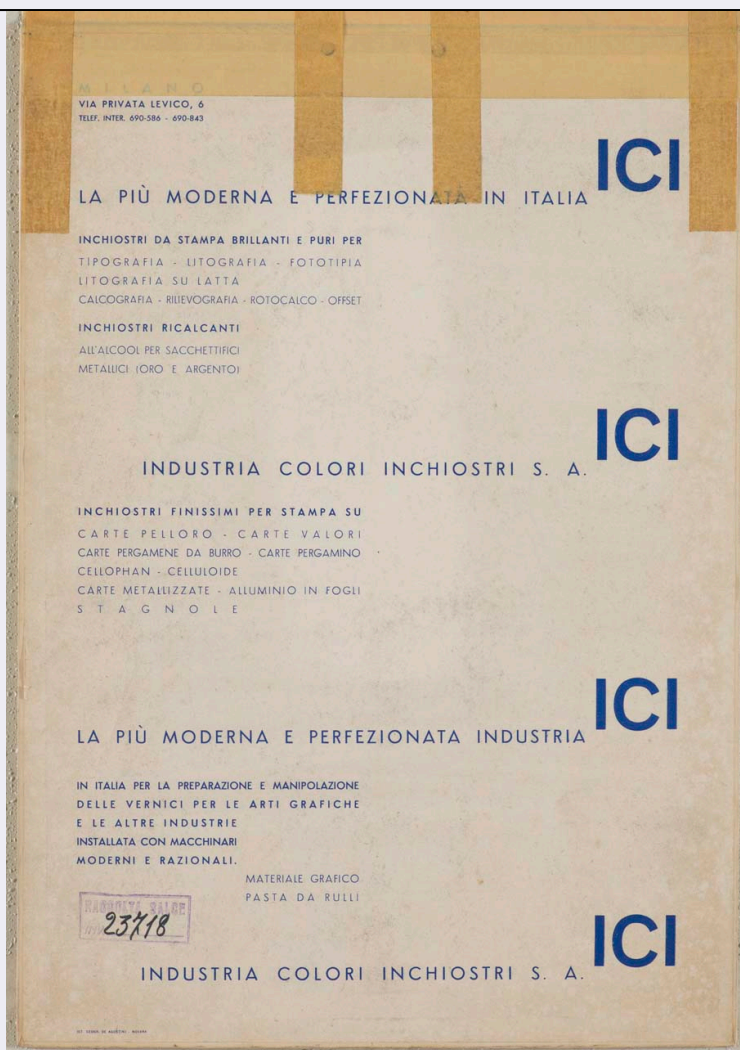 MILANO
VIA PRIVATA LEVICO, 6
TELEF. INTER. 690-586 - 690-843
ICI
LA PIÙ MODERNA E PERFEZIONATA IN ITALIA
INCHIOSTRI DA STAMPA BRILLANTI E PURI PER
TIPOGRAFIA - LITOGRAFIA - FOTOTIPIA
LITOGRAFIA SU LATTA
CALCOGRAFIA - RILIEVOGRAFIA - ROTOCALCO - OFFSET
INCHIOSTRI RICALCANTI
ALL'ALCOOL PER SACCHETTIFICI
METALLICI (ORO E ARGENTO)
ICI
INDUSTRIA COLORI INCHIOSTRI S. A.
INCHIOSTRI FINISSIMI PER STAMPA SU
CARTE PELLORO - CARTE VALORI
CARTE PERGAMENE DA BURRO - CARTE PERGAMINO
CELLOPHAN - CELLULOIDE
CARTE METALLIZZATE - ALLUMINIO IN FOGLI
STAGNOLE
ICI
LA PIÙ MODERNA E PERFEZIONATA INDUSTRIA
IN ITALIA PER LA PREPARAZIONE E MANIPOLAZIONE
DELLE VERNICI PER LE ARTI GRAFICHE
E LE ALTRE INDUSTRIE
INSTALLATA CON MACCHINARI
MODERNI E RAZIONALI.
MATERIALE GRAFICO
PASTA DA RULLI
RACCOLTA SALCE
23718
ICI
INDUSTRIA COLORI INCHIOSTRI S. A.